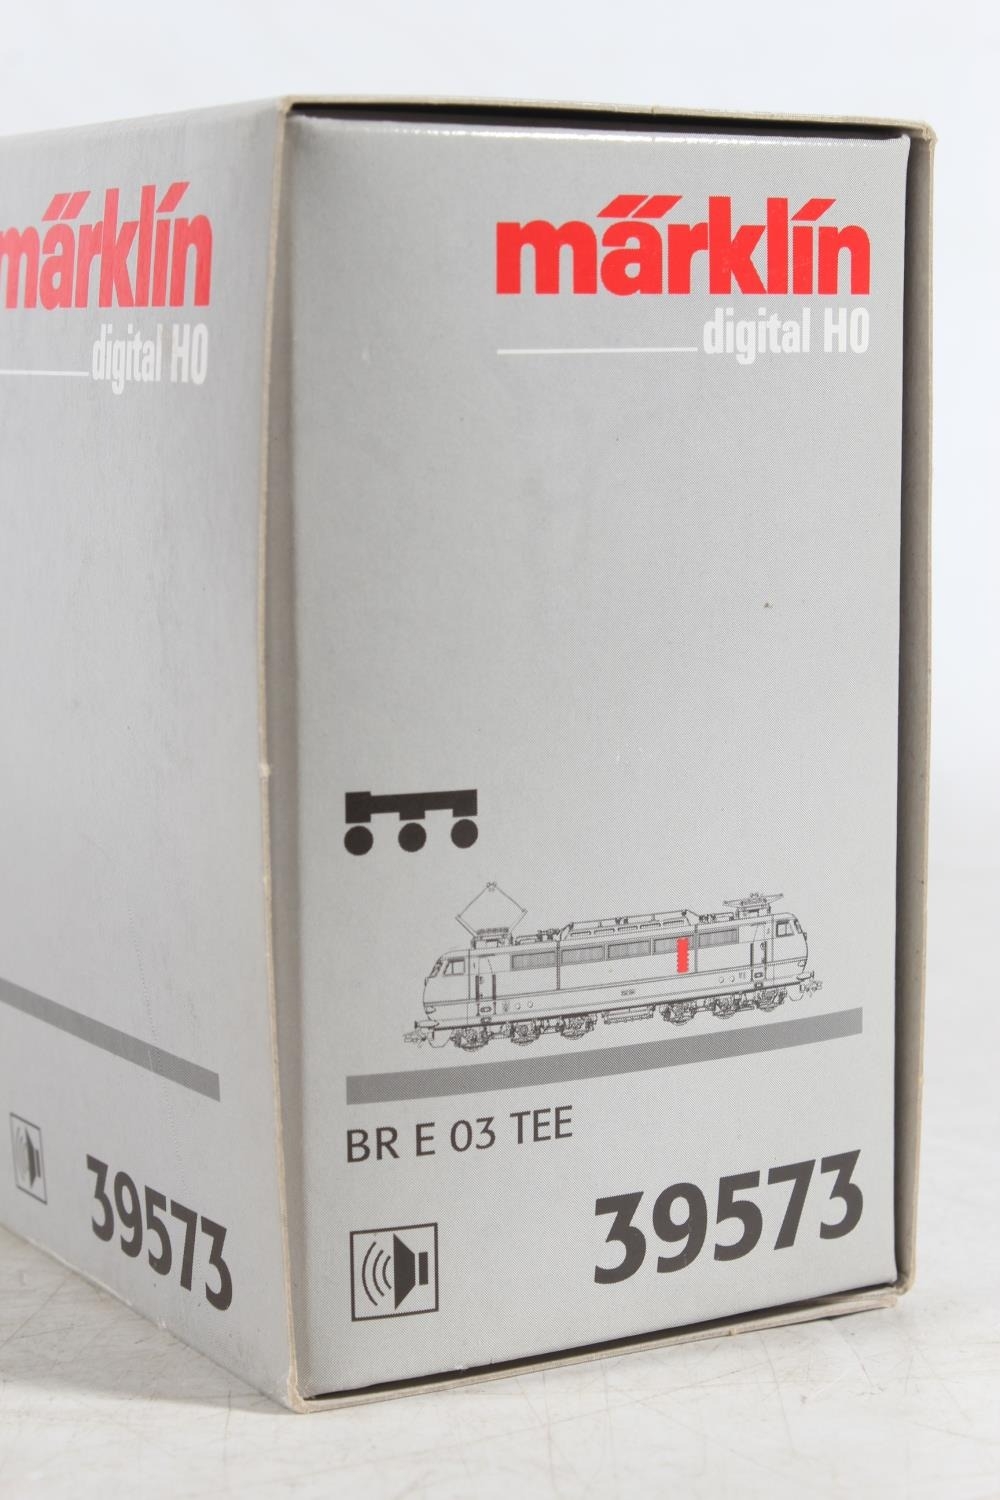 märklin
digital H0
39573
märklin
digital H0
BR E 03 TEE
39573